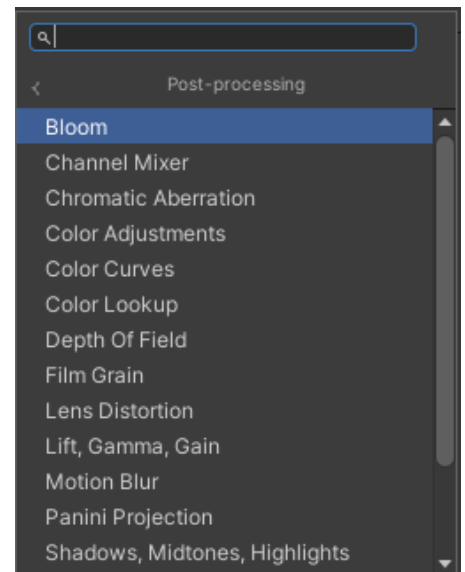 Post-processing
Bloom
Channel Mixer
Chromatic Aberration
Color Adjustments
Color Curves
Color Lookup
Depth Of Field
Film Grain
Lens Distortion
Lift, Gamma, Gain
Motion Blur
Panini Projection
Shadows, Midtones, Highlights